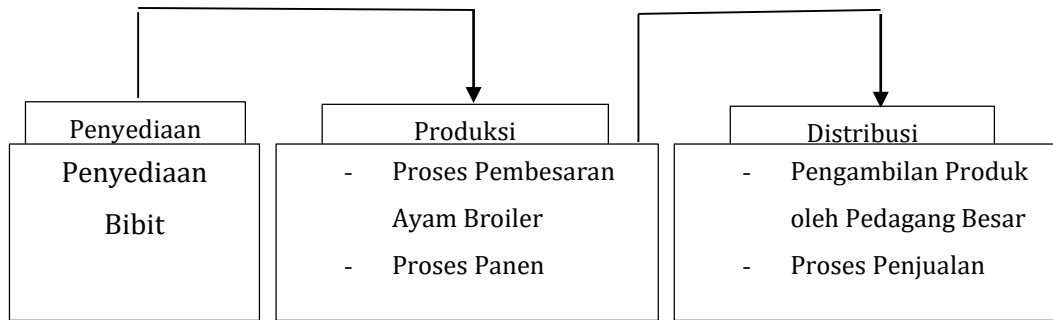 Penyediaan
Penyediaan
Bibit
Produksi
- Proses Pembesaran
Ayam Broiler
- Proses Panen
Distribusi
- Pengambilan Produk
oleh Pedagang Besar
- Proses Penjualan